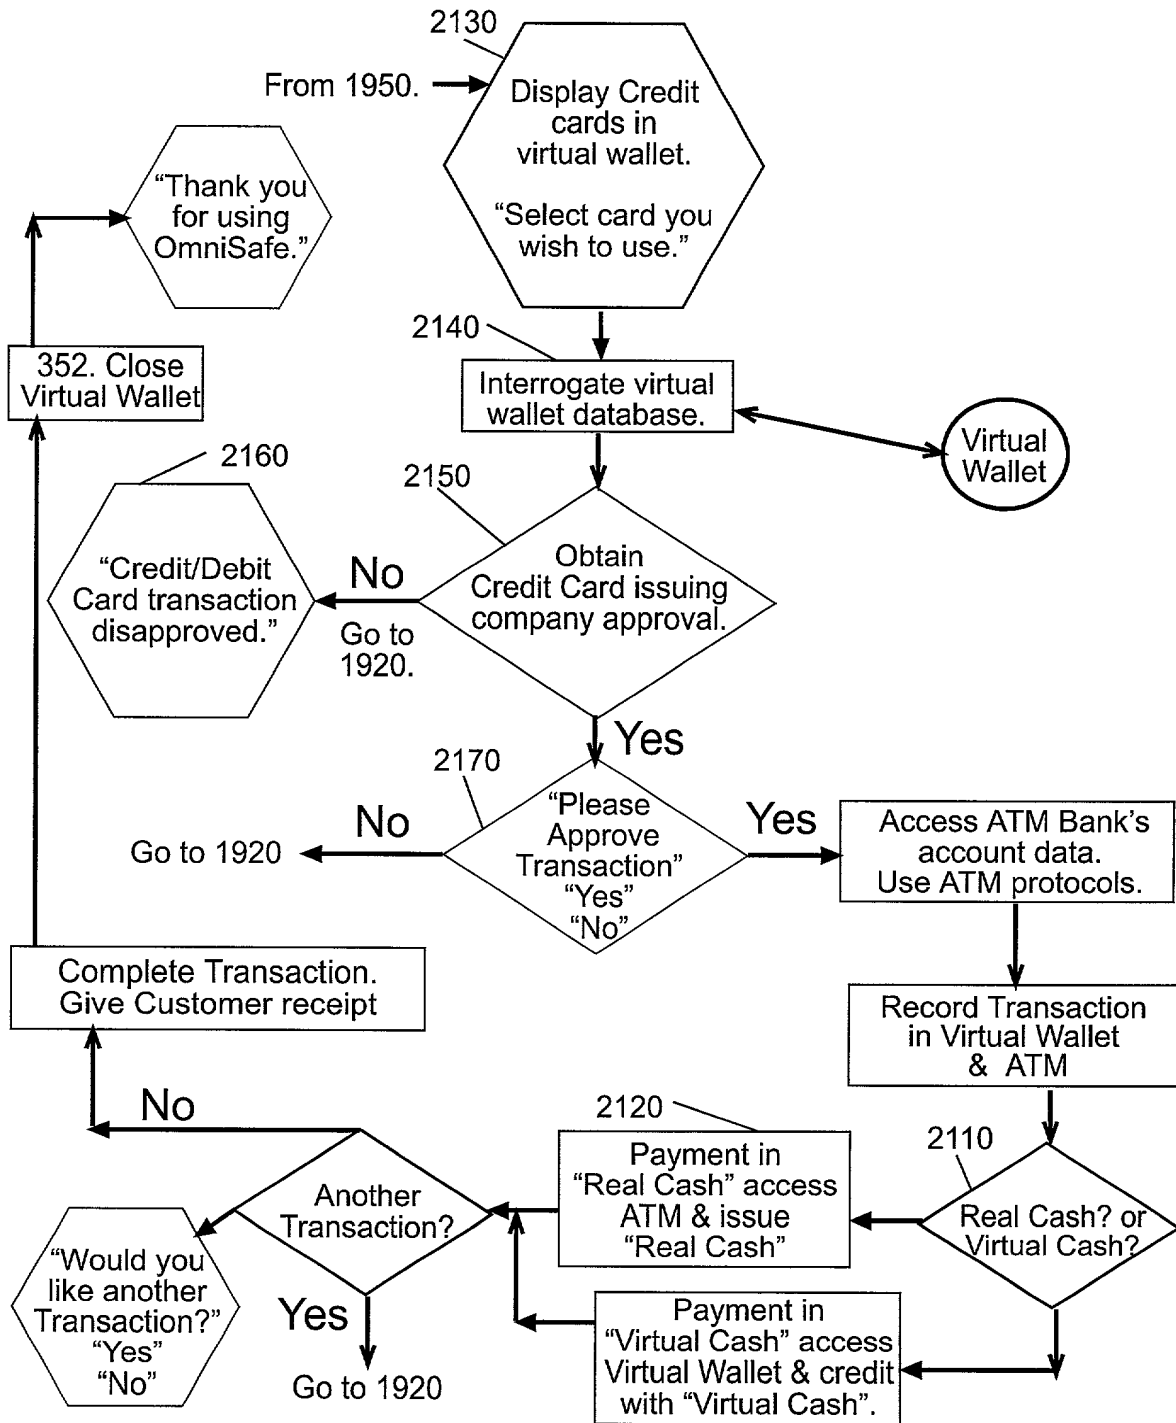 2130
From 1950.
Display Credit
cards in
virtual wallet.
“Select card you
wish to use.”
“Thank you
for using
OmniSafe.”
2140
352. Close
Virtual Wallet
Interrogate virtual
wallet database.
Virtual
Wallet
2160
2150
“Credit/Debit
Card transaction
disapproved.”
No
Go to
1920.
Obtain
Credit Card issuing
company approval.
Yes
2170
“Please
Approve
Transaction”
“Yes”
“No”
No
Go to 1920
Yes
Access ATM Bank’s
account data.
Use ATM protocols.
Complete Transaction.
Give Customer receipt
Record Transaction
in Virtual Wallet
& ATM
No
2120
2110
Another
Transaction?
Payment in
“Real Cash” access
ATM & issue
“Real Cash”
Real Cash? or
Virtual Cash?
“Would you
like another
Transaction?”
“Yes”
“No”
Yes
Go to 1920
Payment in
“Virtual Cash” access
Virtual Wallet & credit
with “Virtual Cash”.